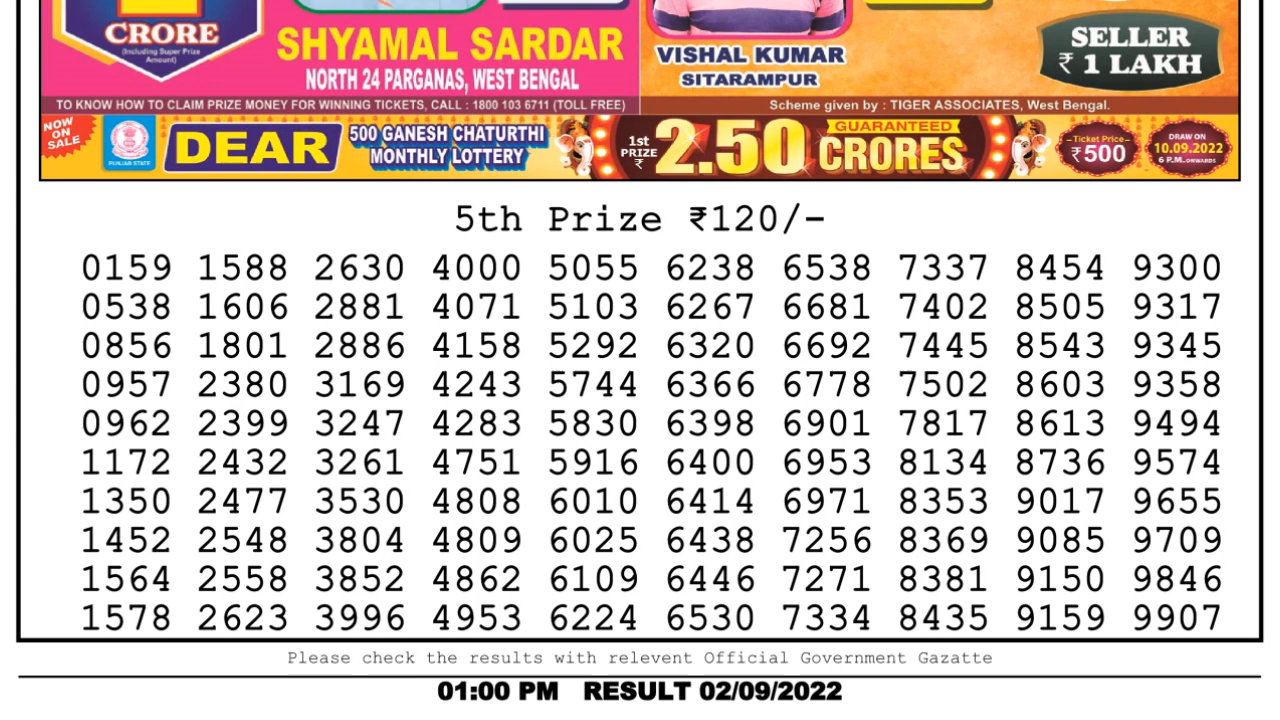 CRORE
(Including Super Prize
Amount)
SHYAMAL SARDAR
NORTH 24 PARGANAS, WEST BENGAL
VISHAL KUMAR
SITARAMPUR
SELLER
₹ 1 LAKH
TO KNOW HOW TO CLAIM PRIZE MONEY FOR WINNING TICKETS, CALL : 1800 103 6711 (TOLL FREE)
Scheme given by : TIGER ASSOCIATES, West Bengal.
NOW
ON
SALE
PUNJAB STATE
DEAR
500 GANESH CHATURTHI
MONTHLY LOTTERY
1st
PRIZE
₹
2.50
GUARANTEED
CRORES
Ticket Price
₹500
DRAW ON
10.09.2022
6 P.M. ONWARDS
5th Prize ₹120/-
0159 1588 2630 4000 5055 6238 6538 7337 8454 9300
0538 1606 2881 4071 5103 6267 6681 7402 8505 9317
0856 1801 2886 4158 5292 6320 6692 7445 8543 9345
0957 2380 3169 4243 5744 6366 6778 7502 8603 9358
0962 2399 3247 4283 5830 6398 6901 7817 8613 9494
1172 2432 3261 4751 5916 6400 6953 8134 8736 9574
1350 2477 3530 4808 6010 6414 6971 8353 9017 9655
1452 2548 3804 4809 6025 6438 7256 8369 9085 9709
1564 2558 3852 4862 6109 6446 7271 8381 9150 9846
1578 2623 3996 4953 6224 6530 7334 8435 9159 9907
Please check the results with relevent Official Government Gazatte
01:00 PM RESULT 02/09/2022